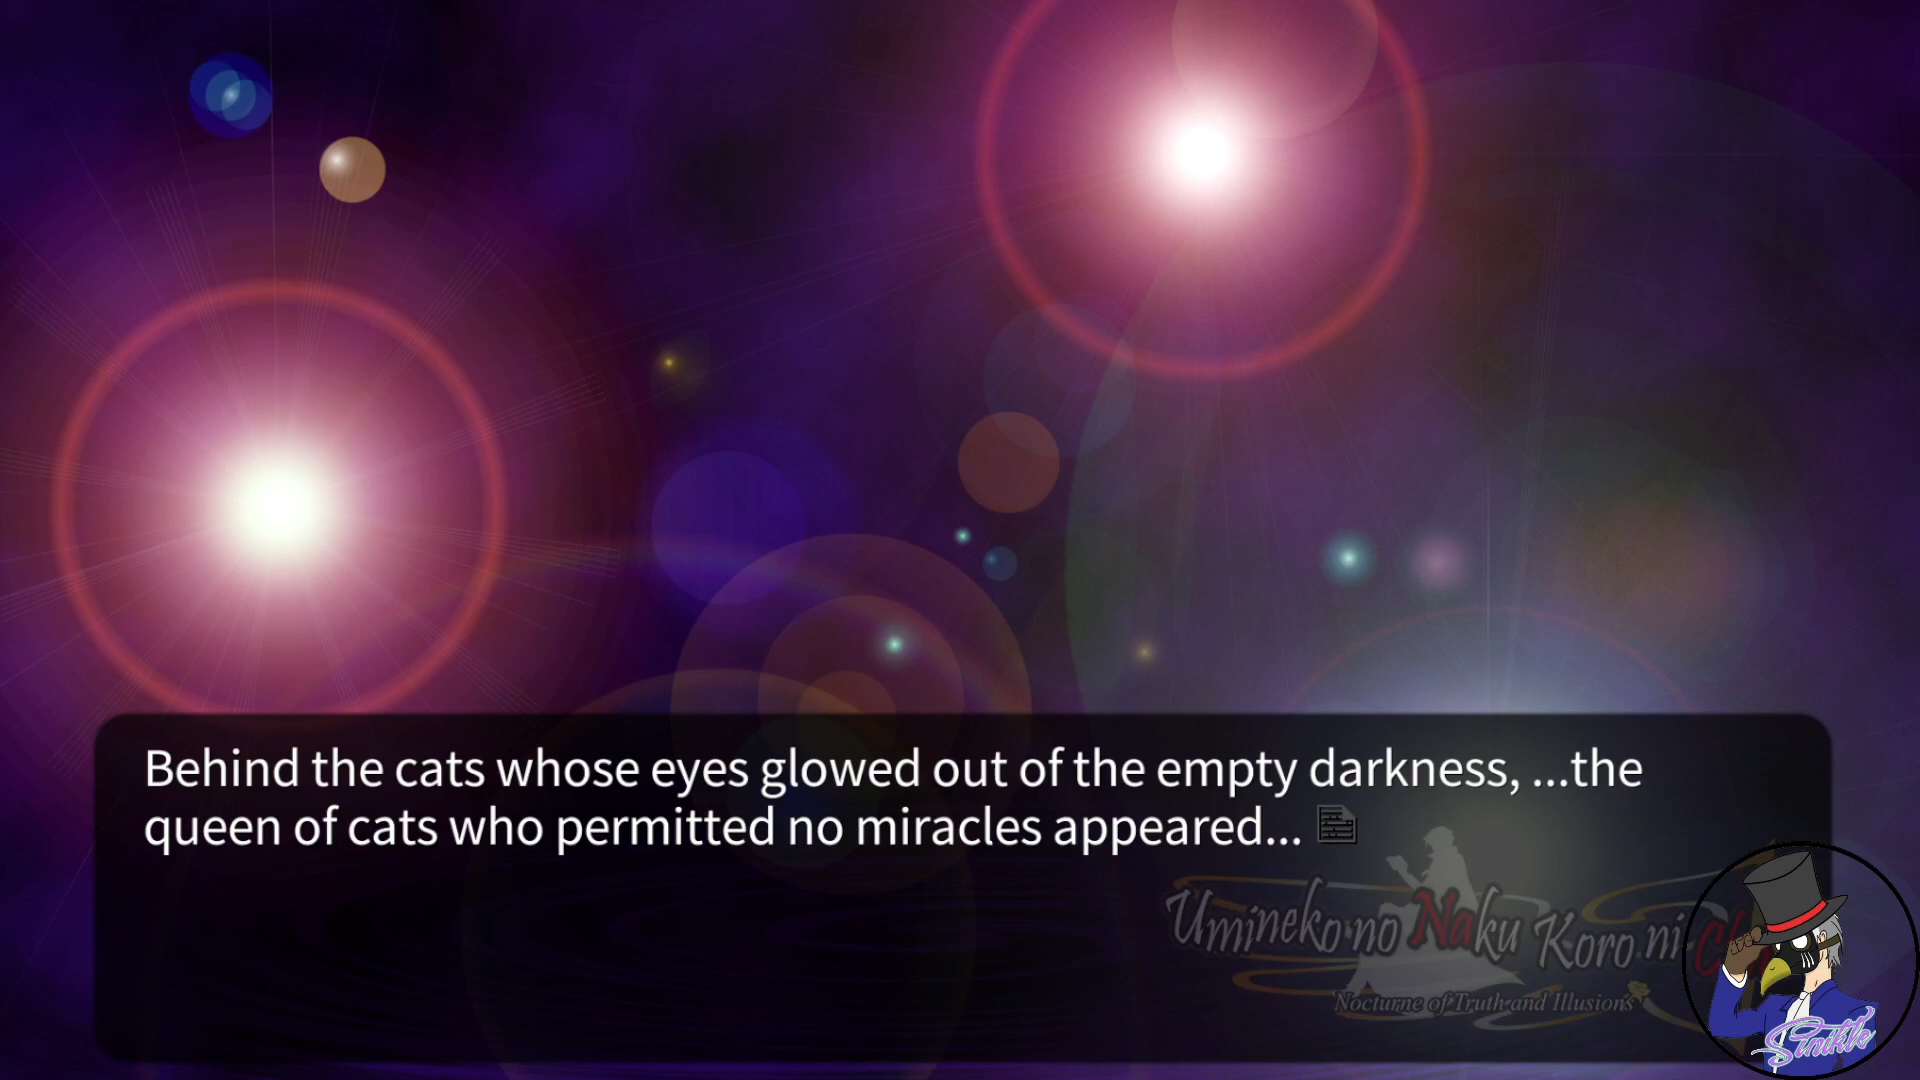 Behind the cats whose eyes glowed out of the empty darkness, ...the
queen of cats who permitted no miracles appeared...
Umineko no Naku Koro ni
Nocturne of Truth and Illusions
Sinikle